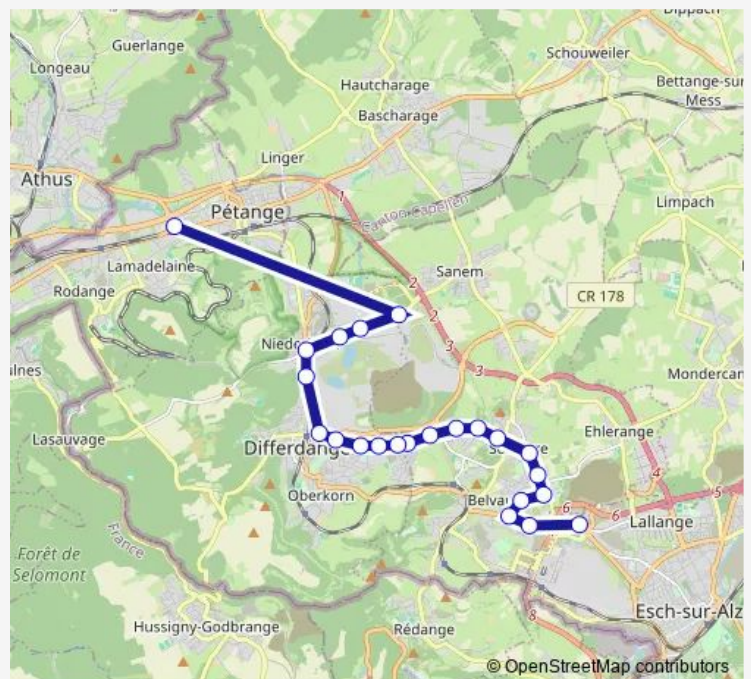 Dippach
Guerlange
Schouweiler
Longeau
Hautcharage
Bettange-sur
Mess
Bascharage
Linger
Athus
1
Limpach
Pétange
Canton Capellen
Lamadelaine
Sanem
2
CR 178
Rodange
2
Niede
3
3
Mondercan
Lasauvage
Ehlerange
Differdange
4
Oberkorn
Belvau
5
6
6
Lallange
France
Forêt de
Selomont
Esch-sur-Alz
8
Hussigny-Godbrange
Rédange
© OpenStreetMap contributors